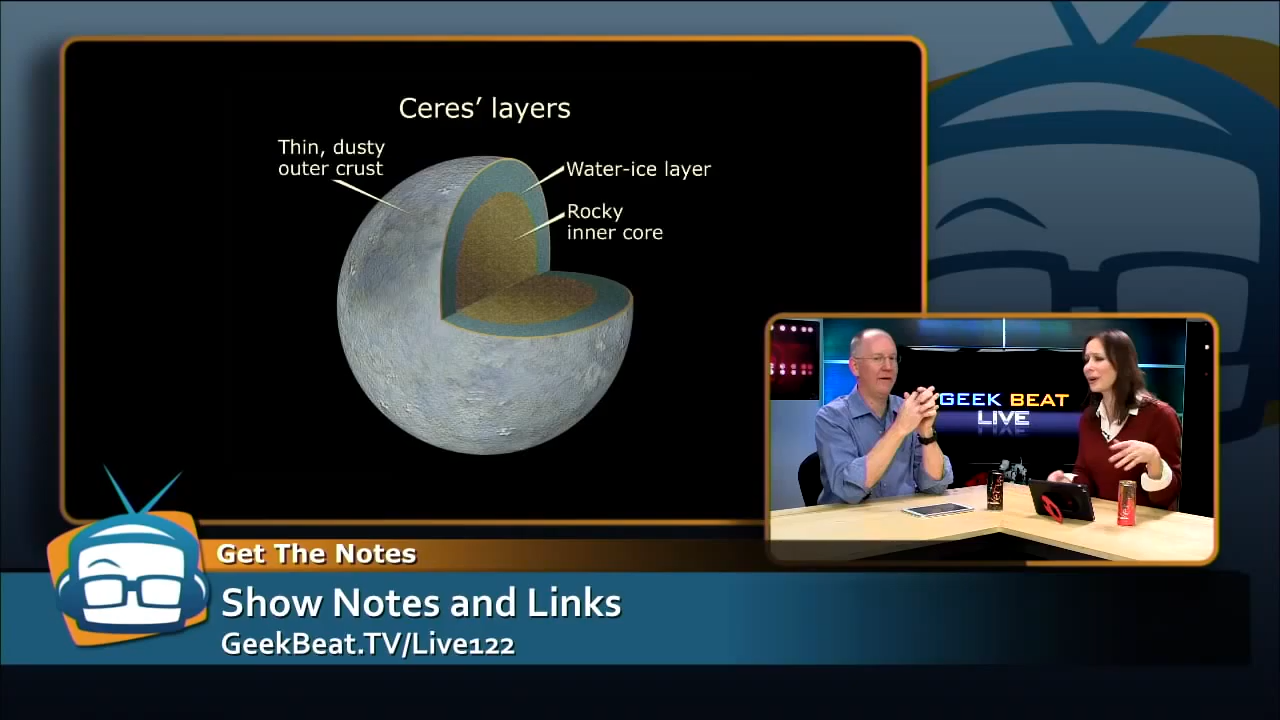 Ceres’ layers
Thin, dusty
outer crust
Water-ice layer
Rocky
inner core
GEEK BEAT
LIVE
Get The Notes
Show Notes and Links
GeekBeat.TV/Live122